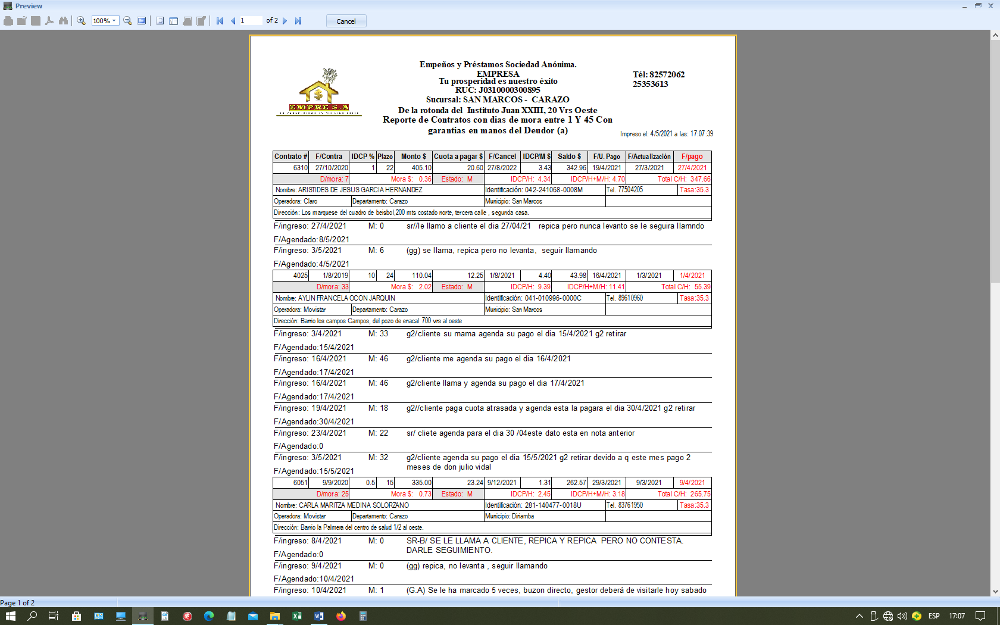 Preview
100%
1 of 2
Cancel
Empeños y Préstamos Sociedad Anónima.
EMPRESA
Tu prosperidad es nuestro éxito
RUC: J0310000300895
Sucursal: SAN MARCOS - CARAZO
De la rotonda del Instituto Juan XXIII, 20 Vrs Oeste
Reporte de Contratos con dias de mora entre 1 Y 45 Con
garantias en manos del Deudor (a)
Tél: 82572062
25353613
EMPRE S.A
Impreso el: 4/5/2021 a las: 17:07:39
Contrato # F/Contra IDCP % Plazo Monto $ Cuota a pagar $ F/Cancel IDCP/M $ Saldo $ F/U. Pago F/Actualización F/pago
6310 27/10/2020 1 22 405.10 20.60 27/8/2022 3.43 342.96 19/4/2021 27/3/2021 27/4/2021
D/mora: 7 Mora $: 0.36 Estado: M IDCP/H: 4.34 IDCP/H+M/H: 4.70 Total C/H: 347.66
Nombre: ARISTIDES DE JESUS GARCIA HERNANDEZ Identificación: 042-241068-0008M Tel. 77504205 Tasa:35.3
Operadora: Claro Departamento: Carazo Municipio: San Marcos
Dirección: Los marquese del cuadro de beisbol,200 mts costado norte, tercera calle , segunda casa.
F/ingreso: 27/4/2021 M: 0 sr//le llamo a cliente el dia 27/04/21 repica pero nunca levanto se le seguira llamndo
F/Agendado:8/5/2021
F/ingreso: 3/5/2021 M: 6 (gg) se llama, repica pero no levanta, seguir llamando
F/Agendado:4/5/2021
4025 1/8/2019 10 24 110.04 12.25 1/8/2021 4.40 43.98 16/4/2021 1/3/2021 1/4/2021
D/mora: 33 Mora $: 2.02 Estado: M IDCP/H: 9.39 IDCP/H+M/H: 11.41 Total C/H: 55.39
Nombre: AYLIN FRANCELA OCON JARQUIN Identificación: 041-010996-0000C Tel. 89610960 Tasa:35.3
Operadora: Movistar Departamento: Carazo Municipio: San Marcos
Dirección: Barrio los campos Campos, del pozo de enacal 700 vrs al oeste
F/ingreso: 3/4/2021 M: 33 g2/cliente su mama agenda su pago el dia 15/4/2021 g2 retirar
F/Agendado:15/4/2021
F/ingreso: 16/4/2021 M: 46 g2/cliente me agenda su pago el dia 16/4/2021
F/Agendado:17/4/2021
F/ingreso: 16/4/2021 M: 46 g2/cliente llama y agenda su pago el dia 17/4/2021
F/Agendado:17/4/2021
F/ingreso: 19/4/2021 M: 18 g2//cliente paga cuota atrasada y agenda esta la pagara el dia 30/4/2021 g2 retirar
F/Agendado:30/4/2021
F/ingreso: 23/4/2021 M: 22 sr/ cliete agenda para el dia 30 /04este dato esta en nota anterior
F/Agendado:0
F/ingreso: 3/5/2021 M: 32 g2/cliente agenda su pago el dia 15/5/2021 g2 retirar devido a q este mes pago 2
meses de don julio vidal
F/Agendado:15/5/2021
6051 9/9/2020 0.5 15 335.00 23.24 9/12/2021 1.31 262.57 29/3/2021 9/3/2021 9/4/2021
D/mora: 25 Mora $: 0.73 Estado: M IDCP/H: 2.45 IDCP/H+M/H: 3.18 Total C/H: 265.75
Nombre: CARLA MARITZA MEDINA SOLORZANO Identificación: 281-140477-0018U Tel. 83761950 Tasa:35.3
Operadora: Movistar Departamento: Carazo Municipio: Diriamba
Dirección: Barrio la Palmera del centro de salud 1/2 al oeste.
F/ingreso: 8/4/2021 M: 0 SR-B/ SE LE LLAMA A CLIENTE, REPICA Y REPICA PERO NO CONTESTA.
DARLE SEGUIMIENTO.
F/Agendado:0
F/ingreso: 9/4/2021 M: 0 (gg) repica, no levanta , seguir llamando
F/Agendado:10/4/2021
F/ingreso: 10/4/2021 M: 1 (G.A) Se le ha marcado 5 veces, buzon directo, gestor deberá de visitarle hoy sabado
Page 1 of 2
ESP 17:07